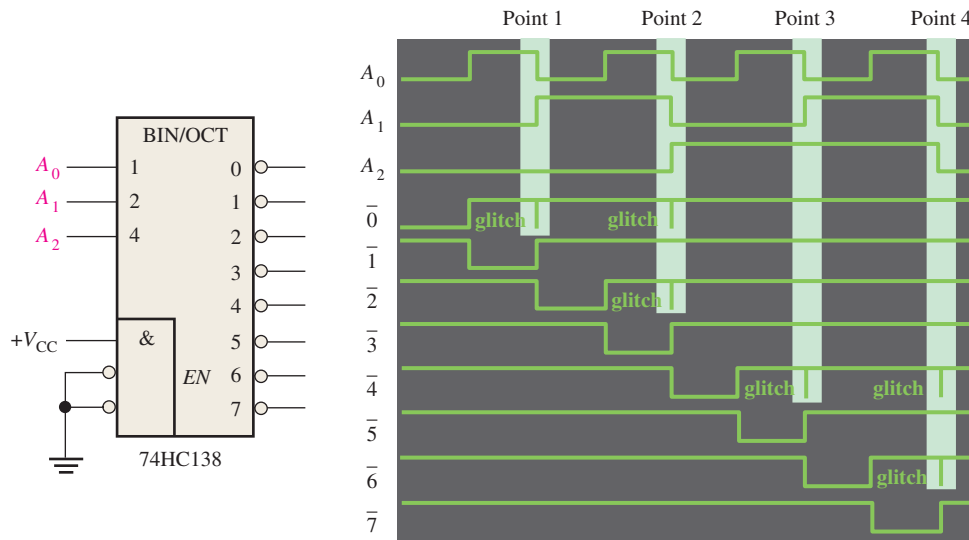 Point 1 Point 2 Point 3 Point 4
BIN/OCT
A0 1 0
A1 2 1
A2 4 2
3
4
+VCC & 5
EN 6
7
74HC138
A0
A1
A2
0̅ glitch glitch
1̅
2̅ glitch
3̅
4̅ glitch glitch
5̅
6̅ glitch
7̅